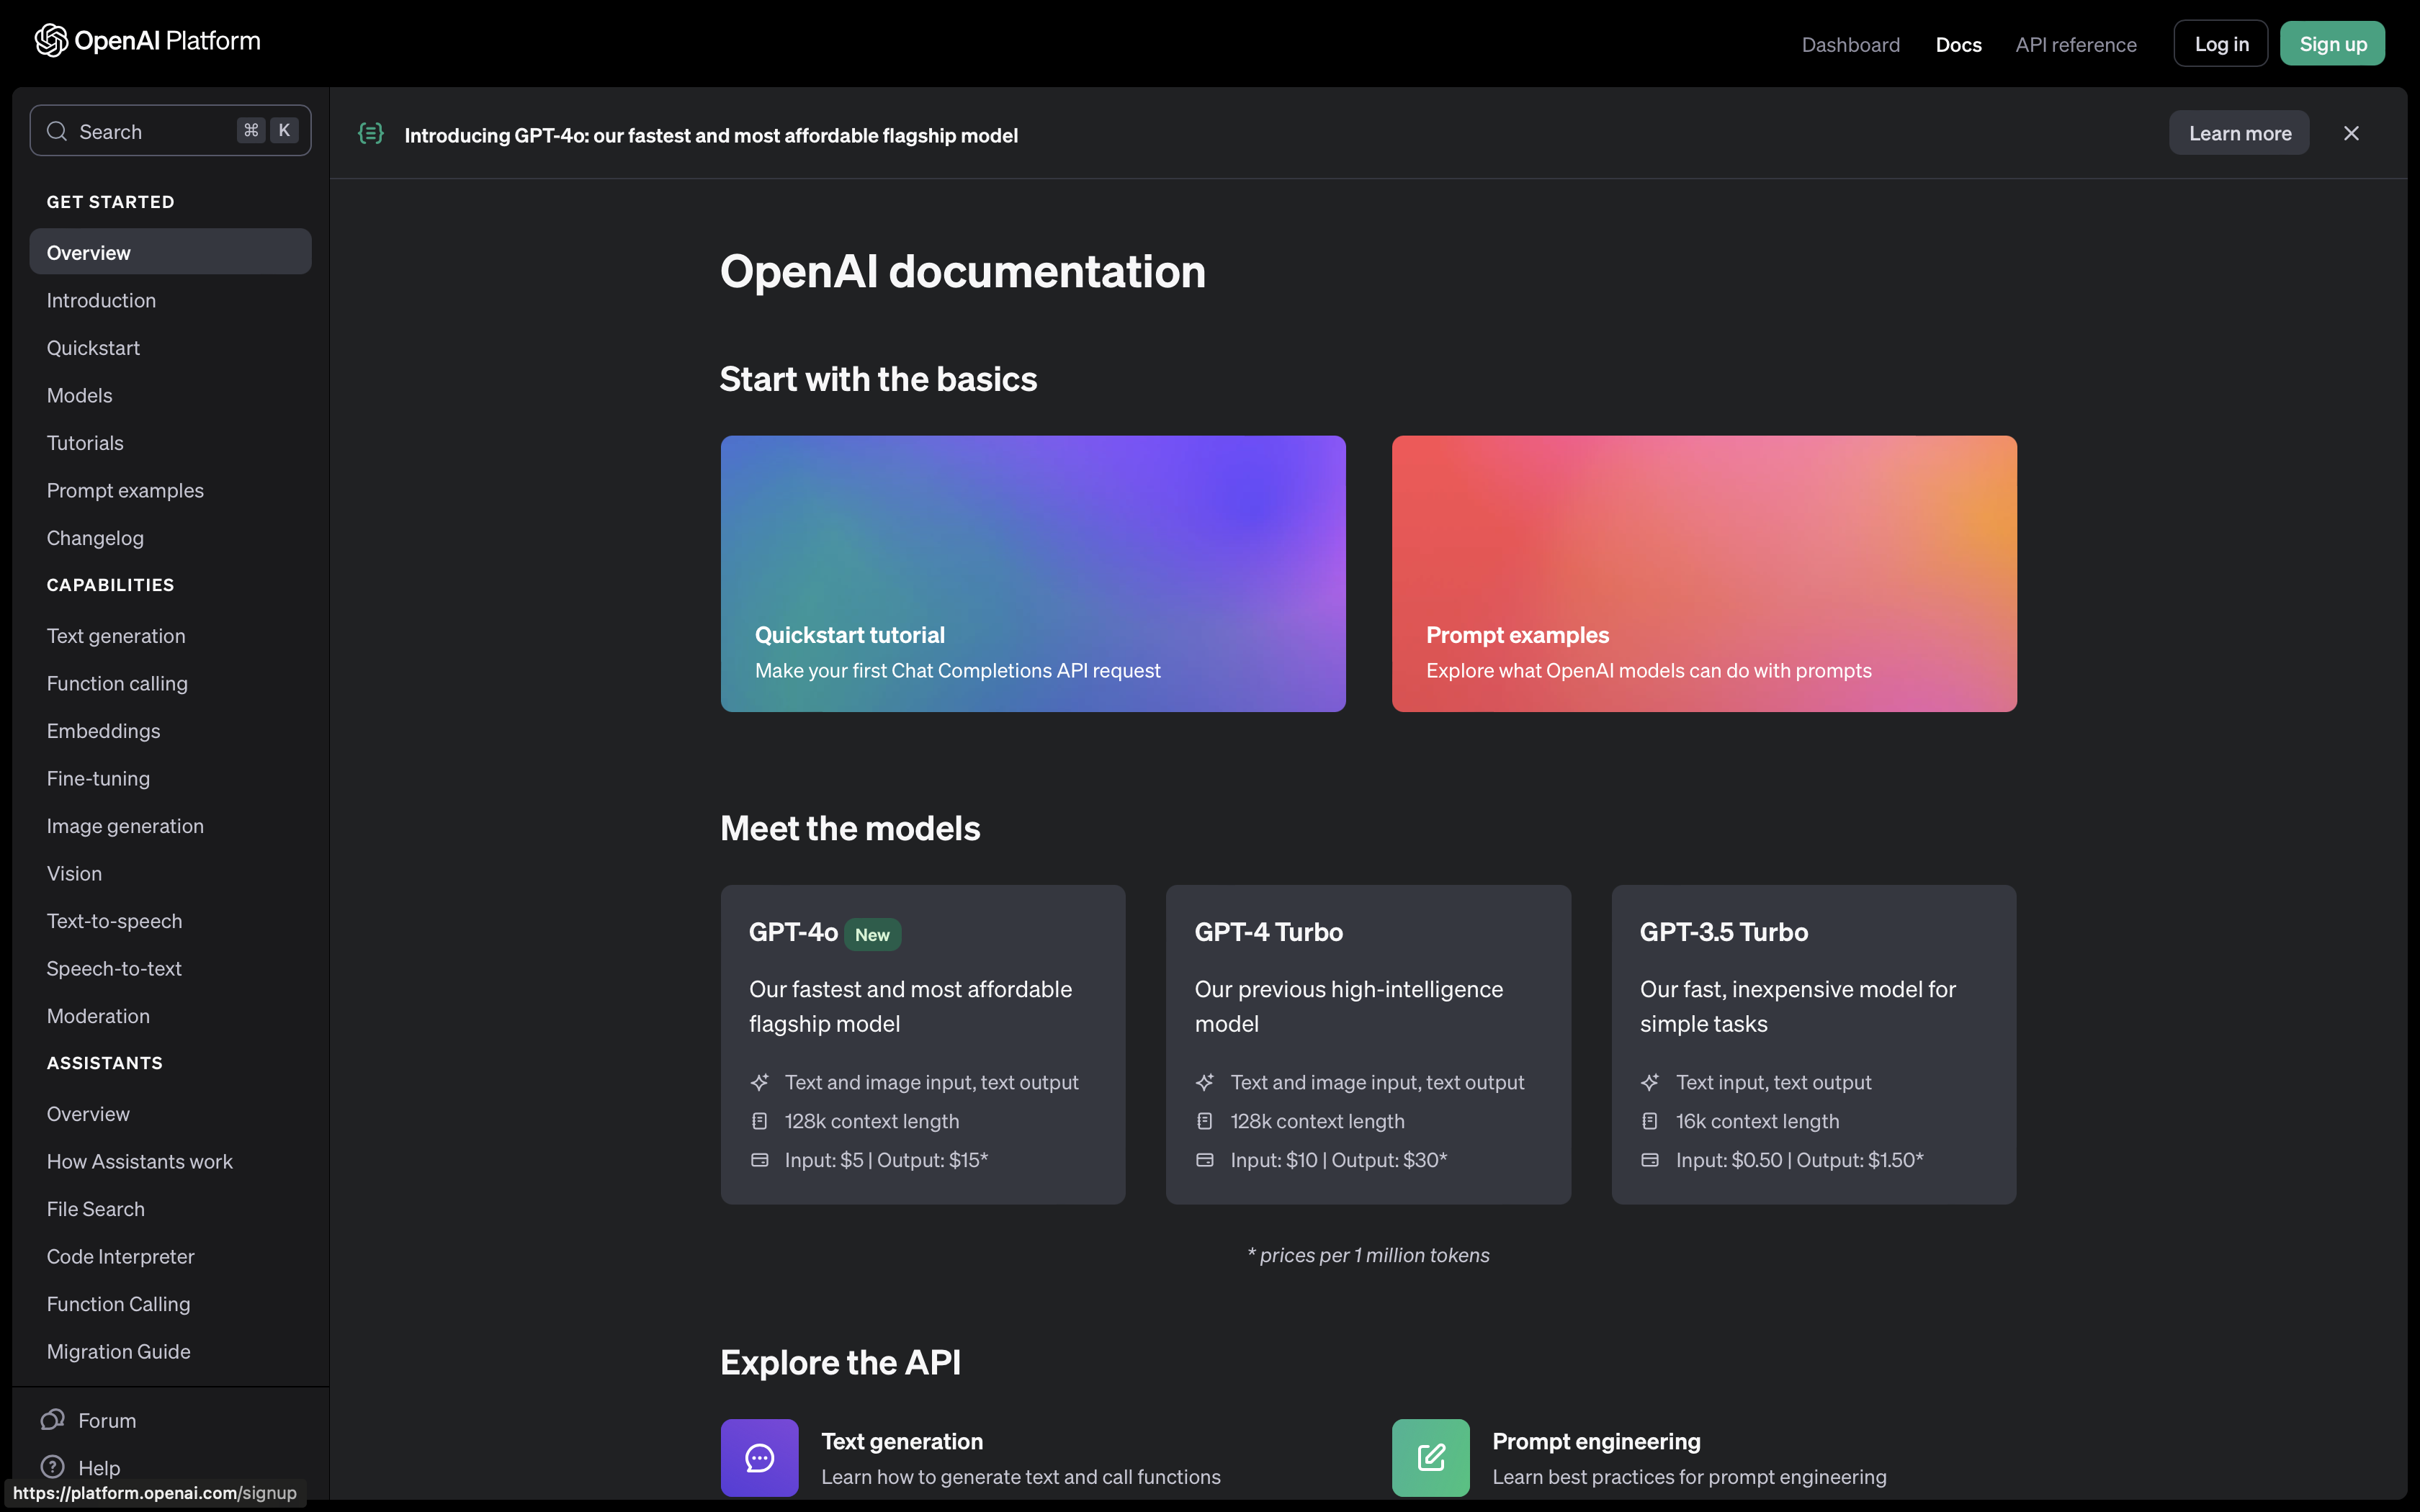 OpenAI Platform
Dashboard
Docs
API reference
Log in
Sign up
Search
⌘ K
GET STARTED
Overview
Introduction
Quickstart
Models
Tutorials
Prompt examples
Changelog
CAPABILITIES
Text generation
Function calling
Embeddings
Fine-tuning
Image generation
Vision
Text-to-speech
Speech-to-text
Moderation
ASSISTANTS
Overview
How Assistants work
File Search
Code Interpreter
Function Calling
Migration Guide
Forum
Help
https://platform.openai.com/signup
Introducing GPT-4o: our fastest and most affordable flagship model
Learn more
OpenAI documentation
Start with the basics
Quickstart tutorial
Make your first Chat Completions API request
Prompt examples
Explore what OpenAI models can do with prompts
Meet the models
GPT-4o New
Our fastest and most affordable
flagship model
Text and image input, text output
128k context length
Input: $5 | Output: $15*
GPT-4 Turbo
Our previous high-intelligence
model
Text and image input, text output
128k context length
Input: $10 | Output: $30*
GPT-3.5 Turbo
Our fast, inexpensive model for
simple tasks
Text input, text output
16k context length
Input: $0.50 | Output: $1.50*
* prices per 1 million tokens
Explore the API
Text generation
Learn how to generate text and call functions
Prompt engineering
Learn best practices for prompt engineering